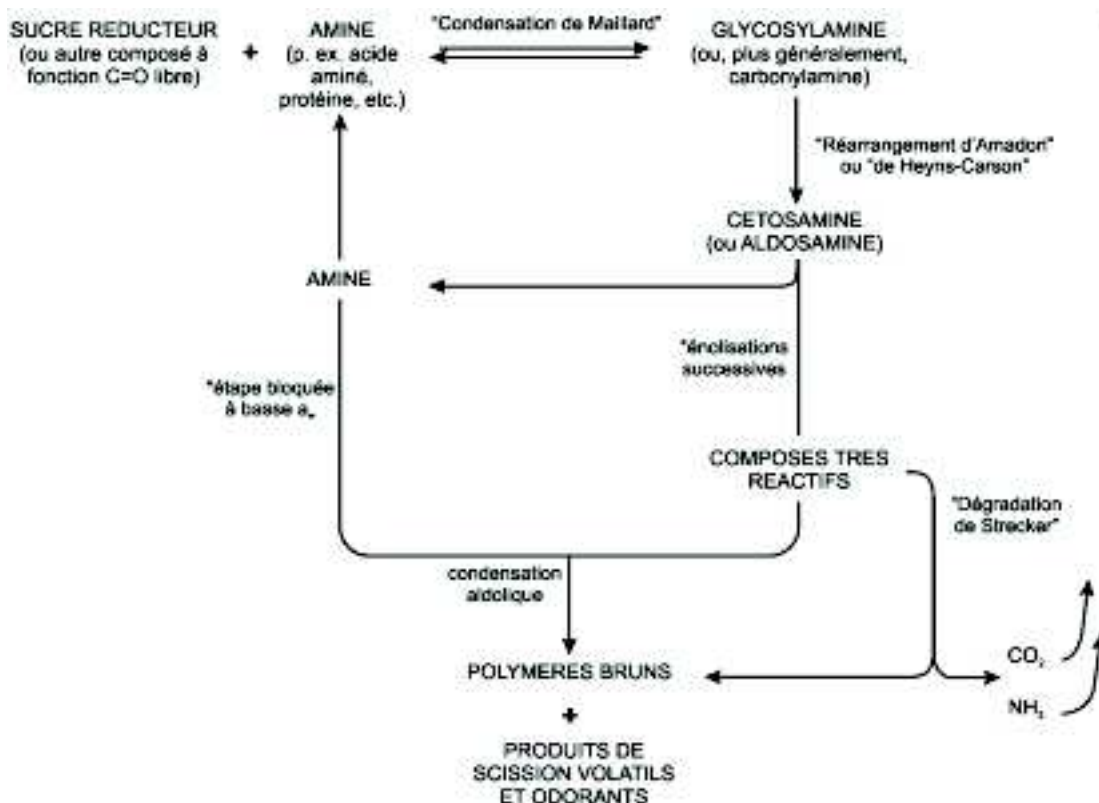 SUCRE REDUCTEUR
(ou autre composé à
fonction C=O libre)
+
AMINE
(p. ex. acide
aminé,
protéine, etc.)
"Condensation de Maillard"
GLYCOSYLAMINE
(ou, plus généralement,
carbonylamine)
"Réarrangement d'Amadori"
ou "de Heyns-Carson"
CETOSAMINE
(ou ALDOSAMINE)
AMINE
"énolisations
successives
"étape bloquée
à basse a
COMPOSES TRES
REACTIFS
"Dégradation
de Strecker"
condensation
aldolique
POLYMERES BRUNS
CO₂
NH₃
+
PRODUITS DE
SCISSION VOLATILS
ET ODORANTS